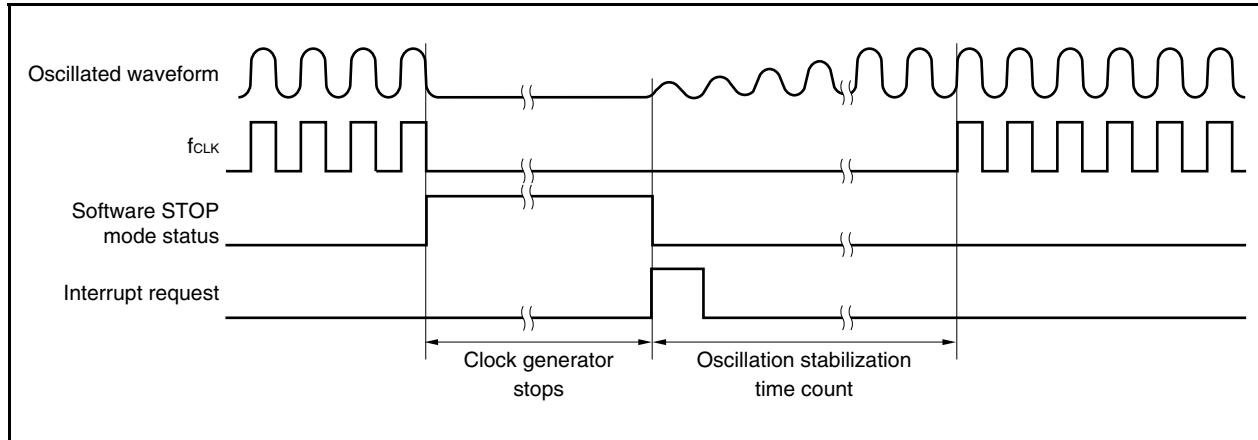 Oscillated waveform
fCLK
Software STOP
mode status
Interrupt request
Clock generator
stops
Oscillation stabilization
time count